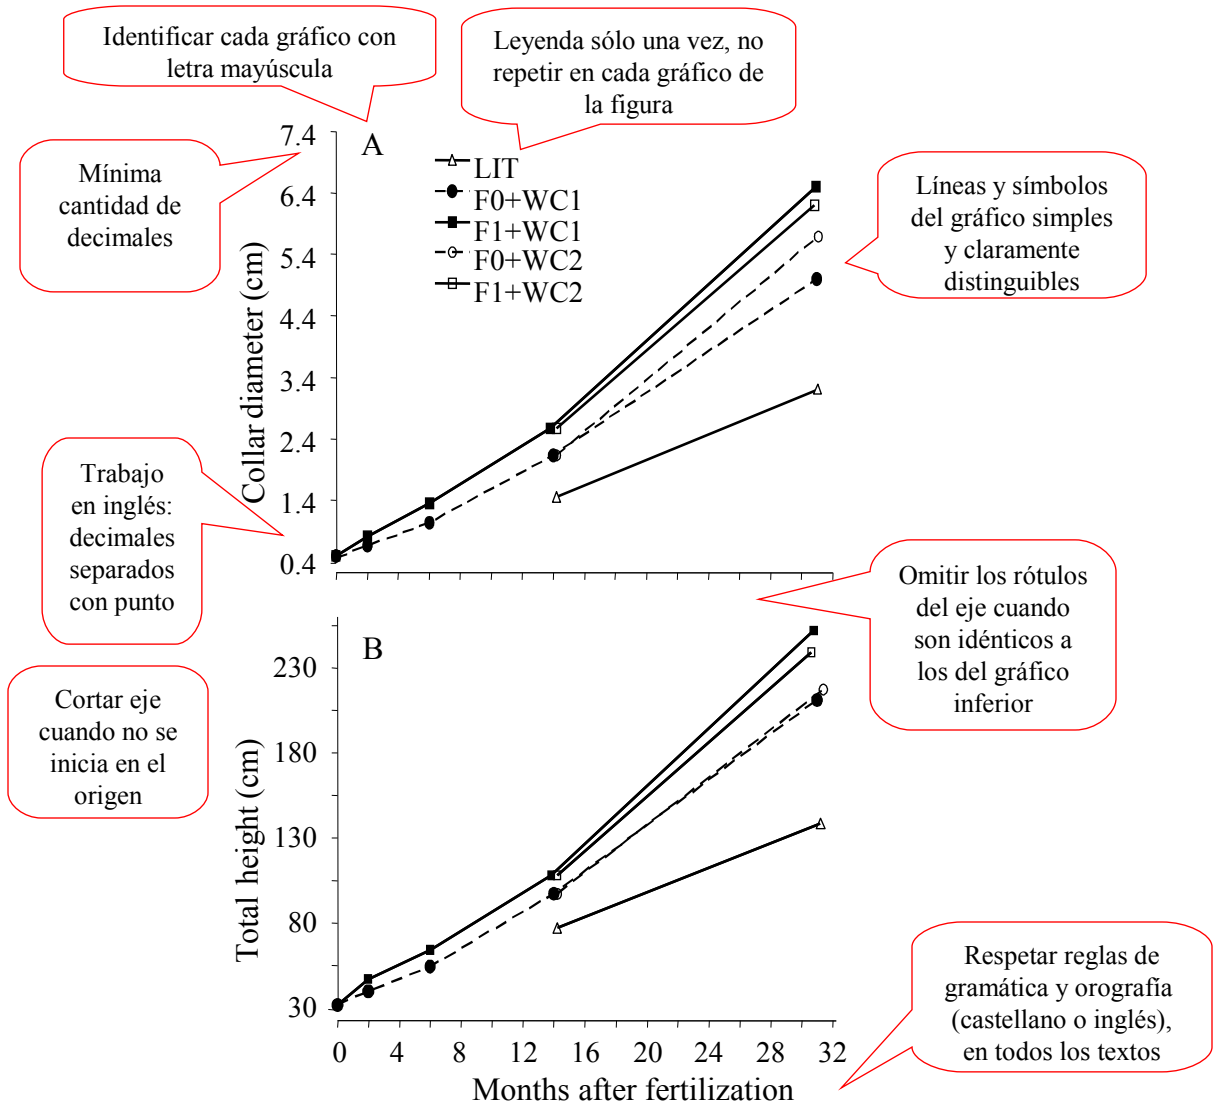 Identificar cada gráfico con
letra mayúscula
Leyenda sólo una vez, no
repetir en cada gráfico de
la figura
Mínima
cantidad de
decimales
Líneas y símbolos
del gráfico simples
y claramente
distinguibles
Trabajo
en inglés:
decimales
separados
con punto
Cortar eje
cuando no se
inicia en el
origen
Omitir los rótulos
del eje cuando
son idénticos a
los del gráfico
inferior
Respetar reglas de
gramática y orografía
(castellano o inglés),
en todos los textos
A
LIT
F0+WC1
F1+WC1
F0+WC2
F1+WC2
Collar diameter (cm)
7.4
6.4
5.4
4.4
3.4
2.4
1.4
0.4
B
Total height (cm)
230
180
130
80
30
0 4 8 12 16 20 24 28 32
Months after fertilization